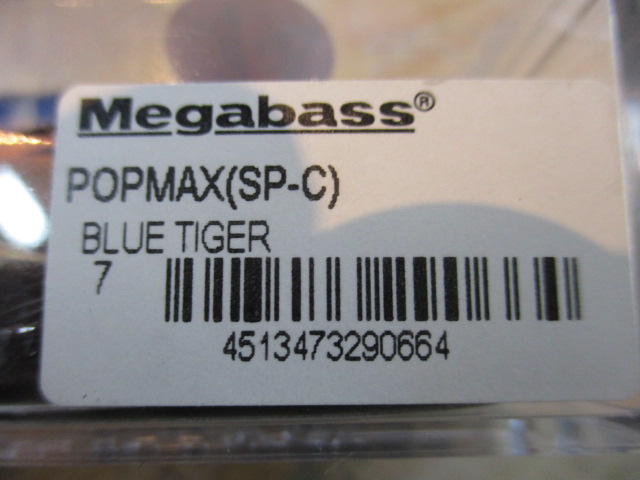 Megabass®
POPMAX(SP-C)
BLUE TIGER
7
4513473290664